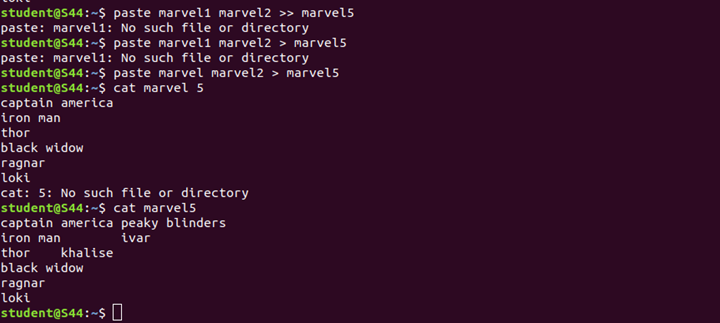 loki
student@S44:~$ paste marvel1 marvel2 >> marvel5
paste: marvel1: No such file or directory
student@S44:~$ paste marvel1 marvel2 > marvel5
paste: marvel1: No such file or directory
student@S44:~$ paste marvel marvel2 > marvel5
student@S44:~$ cat marvel 5
captain america
iron man
thor
black widow
ragnar
loki
cat: 5: No such file or directory
student@S44:~$ cat marvel5
captain america peaky blinders
iron man        ivar
thor    khalise
black widow
ragnar
loki
student@S44:~$